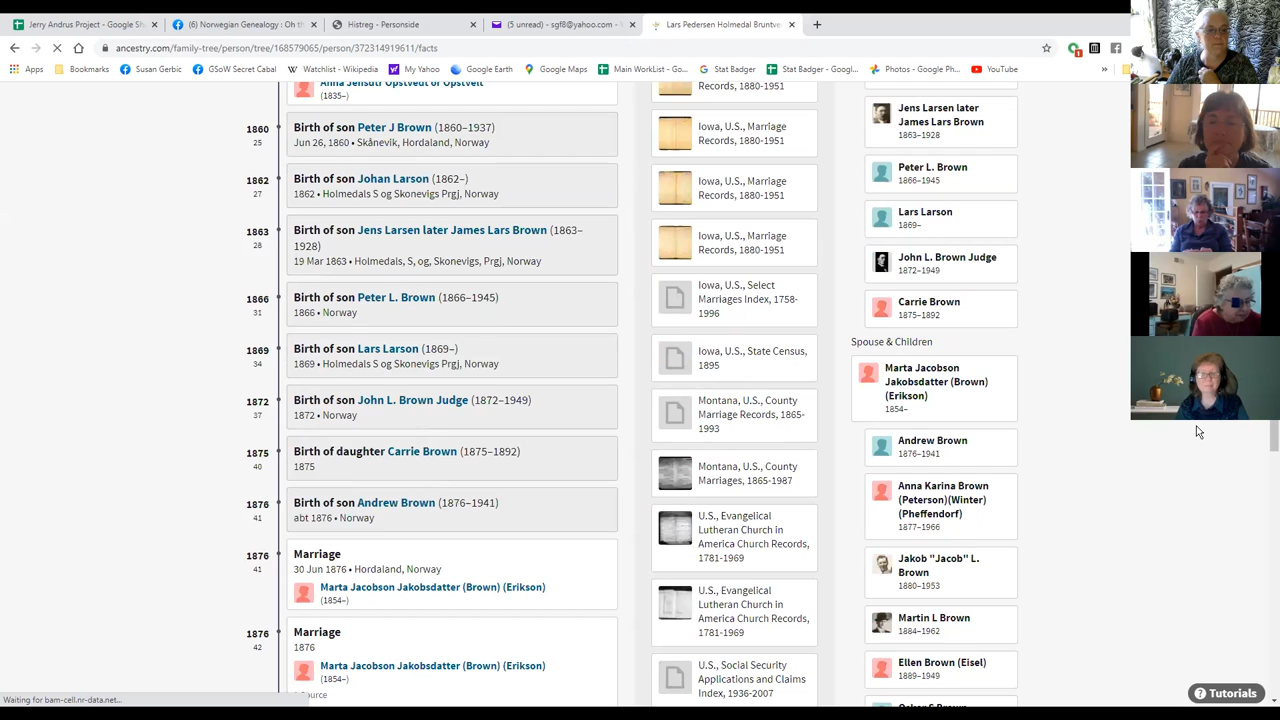 Jerry Andrus Project - Google She
(6) Norwegian Genealogy : Oh th
Histreg - Personside
(5 unread) - sgf8@yahoo.com -
Lars Pedersen Holmedal Bruntve
ancestry.com/family-tree/person/tree/168579065/person/372314919611/facts
Apps
Bookmarks
Susan Gerbic
GSoW Secret Cabal
Watchlist - Wikipedia
My Yahoo
Google Earth
Google Maps
Main WorkList - Go...
Stat Badger
Stat Badger - Googl...
Photos - Google Ph...
YouTube
»
Anna Jensdtr Opstvedt or Opstveit
(1835–)
1860
25
Birth of son Peter J Brown (1860–1937)
Jun 26, 1860 • Skånevik, Hordaland, Norway
1862
27
Birth of son Johan Larson (1862–)
1862 • Holmedals S og Skonevigs Prgj, Norway
1863
28
Birth of son Jens Larsen later James Lars Brown (1863–
1928)
19 Mar 1863 • Holmedals, S, og, Skonevigs, Prgj, Norway
1866
31
Birth of son Peter L. Brown (1866–1945)
1866 • Norway
1869
34
Birth of son Lars Larson (1869–)
1869 • Holmedals S og Skonevigs Prgj, Norway
1872
37
Birth of son John L. Brown Judge (1872–1949)
1872 • Norway
1875
40
Birth of daughter Carrie Brown (1875–1892)
1875
1876
41
Birth of son Andrew Brown (1876–1941)
abt 1876 • Norway
1876
41
Marriage
30 Jun 1876 • Hordaland, Norway
Marta Jacobson Jakobsdatter (Brown) (Erikson)
(1854–)
1876
42
Marriage
1876
Marta Jacobson Jakobsdatter (Brown) (Erikson)
(1854–)
Source
Waiting for bam-cell.nr-data.net...
Records, 1880-1951
Iowa, U.S., Marriage
Records, 1880-1951
Iowa, U.S., Marriage
Records, 1880-1951
Iowa, U.S., Marriage
Records, 1880-1951
Iowa, U.S., Select
Marriages Index, 1758-
1996
Iowa, U.S., State Census,
1895
Montana, U.S., County
Marriage Records, 1865-
1993
Montana, U.S., County
Marriages, 1865-1987
U.S., Evangelical
Lutheran Church in
America Church Records,
1781-1969
U.S., Evangelical
Lutheran Church in
America Church Records,
1781-1969
U.S., Social Security
Applications and Claims
Index, 1936-2007
Jens Larsen later
James Lars Brown
1863–1928
Peter L. Brown
1866–1945
Lars Larson
1869–
John L. Brown Judge
1872–1949
Carrie Brown
1875–1892
Spouse & Children
Marta Jacobson
Jakobsdatter (Brown)
(Erikson)
1854–
Andrew Brown
1876–1941
Anna Karina Brown
(Peterson)(Winter)
(Pheffendorf)
1877–1966
Jakob "Jacob" L.
Brown
1880–1953
Martin L Brown
1884–1962
Ellen Brown (Eisel)
1889–1949
Tutorials